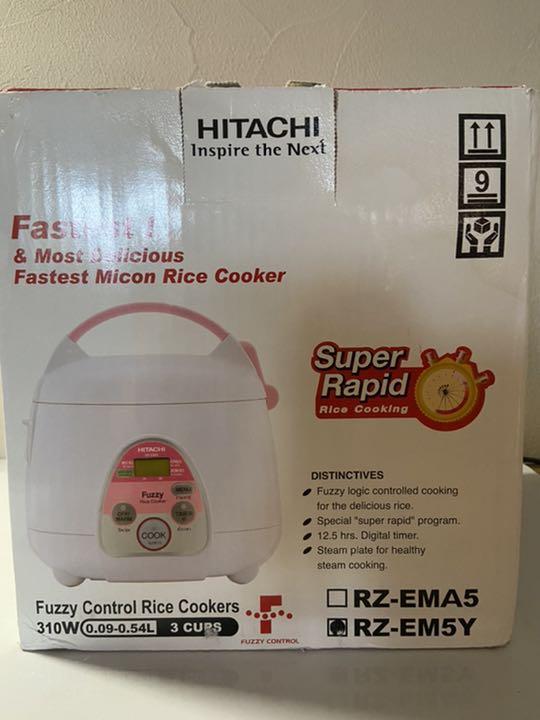 HITACHI
Inspire the Next
9
& Most Delicious
Fastest Micon Rice Cooker
Super
Rapid
Rice Cooking
HITACHI
Fuzzy
Rice Cooker
MENU
COOK
DISTINCTIVES
Fuzzy logic controlled cooking
for the delicious rice.
Special "super rapid" program.
12.5 hrs. Digital timer.
Steam plate for healthy
steam cooking.
Fuzzy Control Rice Cookers
310W 0.09-0.54L 3 CUPS
FUZZY CONTROL
RZ-EMA5
RZ-EM5Y